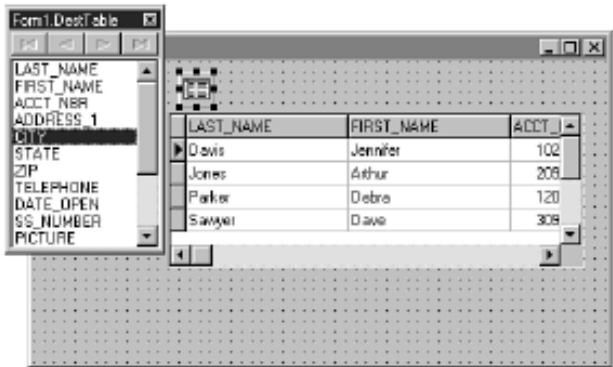 Form1.DestTable
LAST_NAME
FIRST_NAME
ACCT_NBR
ADDRESS_1
CITY
STATE
ZIP
TELEPHONE
DATE_OPEN
SS_NUMBER
PICTURE
LAST_NAME FIRST_NAME ACCT_
Davis Jennifer 102
Jones Arthur 209
Parker Debra 120
Sawyer Dave 309